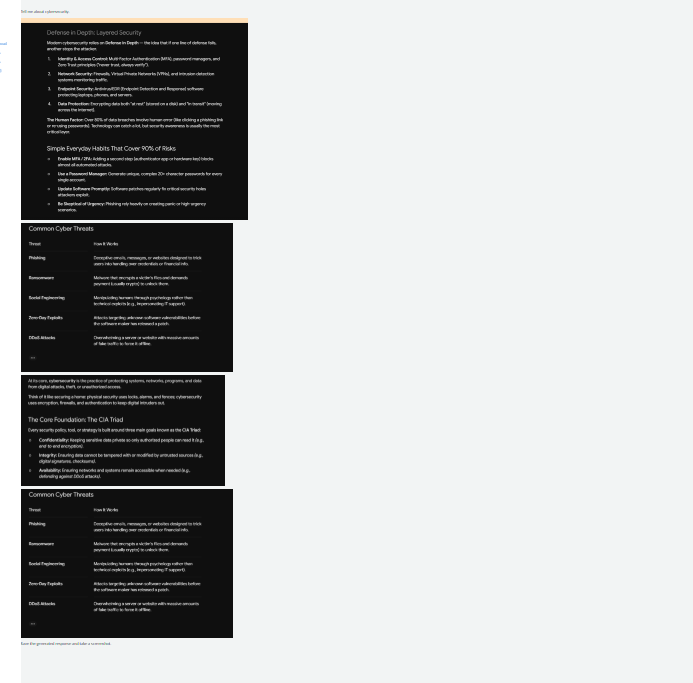 Tell me about cybersecurity
Defense in Depth: Layered Security
Modern cybersecurity relies on Defense in Depth — the idea that if one line of defense fails,
another stops the attacker.
1. Identity & Access Control: Multi-Factor Authentication (MFA), password managers, and
Zero Trust principles ("never trust, always verify").
2. Network Security: Firewalls, Virtual Private Networks (VPNs), and intrusion detection
systems monitoring traffic.
3. Endpoint Security: Antivirus/EDR (Endpoint Detection and Response) software
protecting laptops, phones, and servers.
4. Data Protection: Encrypting data both "at rest" (stored on a disk) and "in transit" (moving
across the internet).
The Human Factor: Over 80% of data breaches involve human error (like clicking a phishing link
or re-using passwords). Technology can catch a lot, but security awareness is usually the most
critical layer.
Simple Everyday Habits That Cover 90% of Risks
Enable MFA / 2FA: Adding a second step (authenticator app or hardware key) blocks
almost all automated attacks.
Use a Password Manager: Generate unique, complex 20+ character passwords for every
single account.
Update Software Promptly: Software patches regularly fix critical security holes
attackers exploit.
Be Skeptical of Urgency: Phishing rely heavily on creating panic or high-urgency
scenarios.
Common Cyber Threats
Threat How It Works
Phishing Deceptive emails, messages, or websites designed to trick
users into handing over credentials or financial info.
Ransomware Malware that encrypts a victim's files and demands
payment (usually crypto) to unlock them.
Social Engineering Manipulating humans through psychology rather than
technical exploits (e.g., impersonating IT support).
Zero-Day Exploits Attacks targeting unknown software vulnerabilities before
the software maker has released a patch.
DDoS Attacks Overwhelming a server or website with massive amounts
of fake traffic to force it offline.
At its core, cybersecurity is the practice of protecting systems, networks, programs, and data
from digital attacks, theft, or unauthorized access.
Think of it like securing a home: physical security uses locks, alarms, and fences; cybersecurity
uses encryption, firewalls, and authentication to keep digital intruders out.
The Core Foundation: The CIA Triad
Every security policy, tool, or strategy is built around three main goals known as the CIA Triad:
Confidentiality: Keeping sensitive data private so only authorized people can read it (e.g.,
end-to-end encryption).
Integrity: Ensuring data cannot be tampered with or modified by untrusted sources (e.g.,
digital signatures, checksums).
Availability: Ensuring networks and systems remain accessible when needed (e.g.,
defending against DDoS attacks).
Common Cyber Threats
Threat How It Works
Phishing Deceptive emails, messages, or websites designed to trick
users into handing over credentials or financial info.
Ransomware Malware that encrypts a victim's files and demands
payment (usually crypto) to unlock them.
Social Engineering Manipulating humans through psychology rather than
technical exploits (e.g., impersonating IT support).
Zero-Day Exploits Attacks targeting unknown software vulnerabilities before
the software maker has released a patch.
DDoS Attacks Overwhelming a server or website with massive amounts
of fake traffic to force it offline.
Save the generated response and take a screenshot.